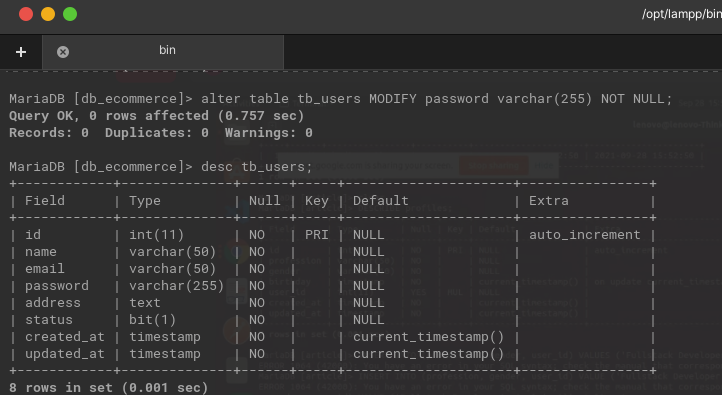 /opt/lampp/bin
+ bin
MariaDB [db_ecommerce]> alter table tb_users MODIFY password varchar(255) NOT NULL;
Query OK, 0 rows affected (0.757 sec)
Records: 0  Duplicates: 0  Warnings: 0
MariaDB [db_ecommerce]> desc tb_users;
+------------+--------------+------+-----+---------------------+----------------+
| Field      | Type         | Null | Key | Default             | Extra          |
+------------+--------------+------+-----+---------------------+----------------+
| id         | int(11)      | NO   | PRI | NULL                | auto_increment |
| name       | varchar(50)  | NO   |     | NULL                |                |
| email      | varchar(50)  | NO   |     | NULL                |                |
| password   | varchar(255) | NO   |     | NULL                |                |
| address    | text         | NO   |     | NULL                |                |
| status     | bit(1)       | NO   |     | NULL                |                |
| created_at | timestamp    | NO   |     | current_timestamp() |                |
| updated_at | timestamp    | NO   |     | current_timestamp() |                |
+------------+--------------+------+-----+---------------------+----------------+
8 rows in set (0.001 sec)